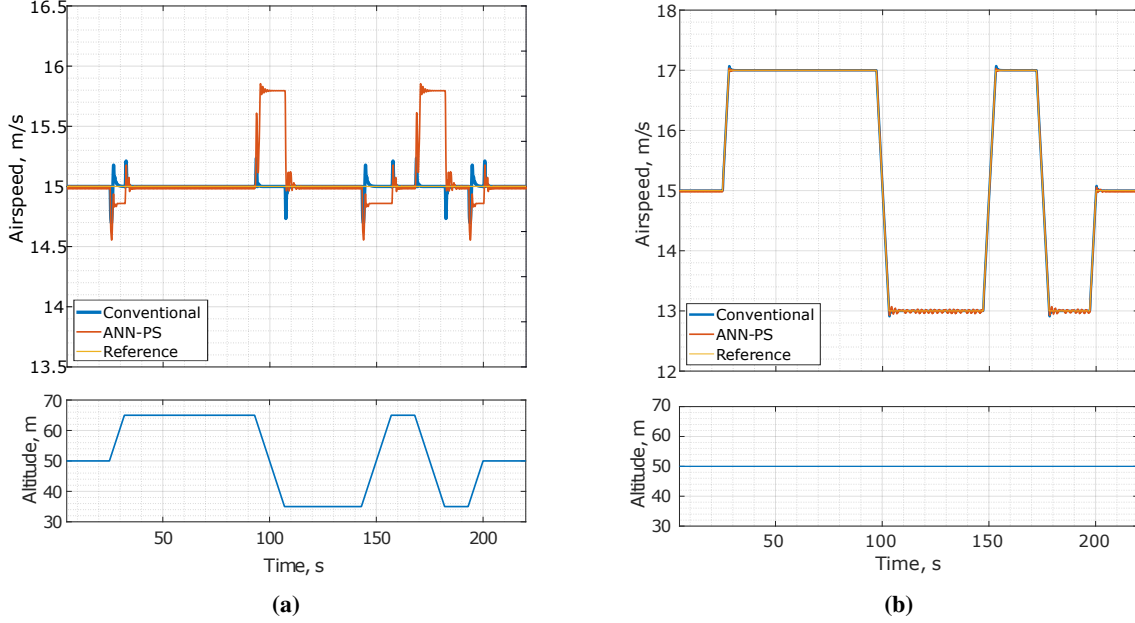 16.5
16
15.5
15
14.5
14
13.5
Airspeed, m/s
Conventional
ANN-PS
Reference
70
60
50
40
30
Altitude, m
50
100
150
200
Time, s
(a)
18
17
16
15
14
13
12
Airspeed, m/s
Conventional
ANN-PS
Reference
70
60
50
40
30
Altitude, m
50
100
150
200
Time, s
(b)